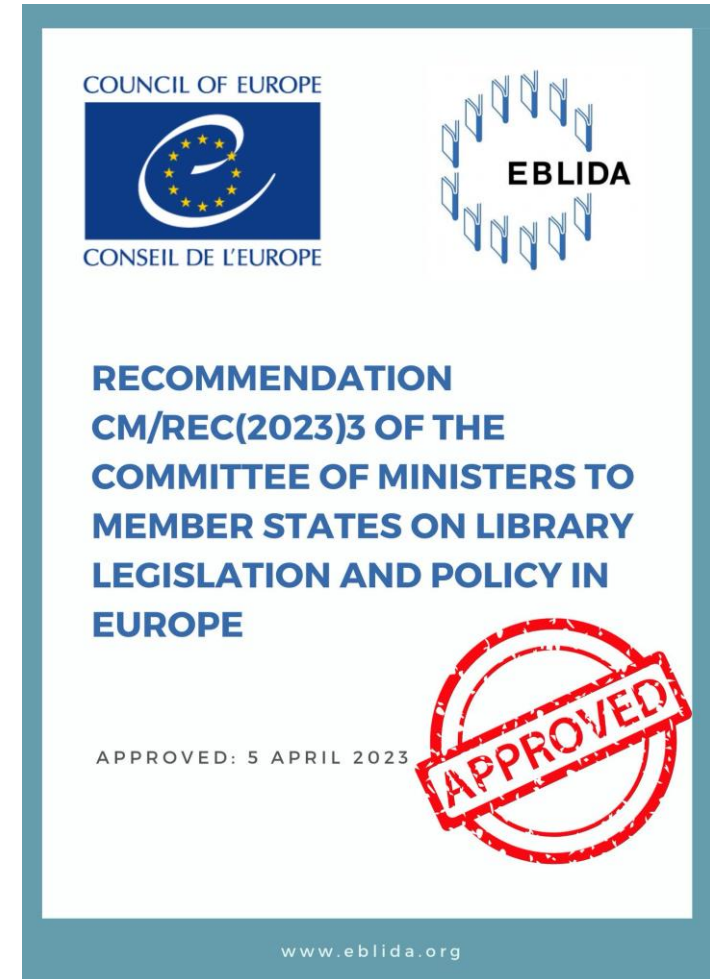 COUNCIL OF EUROPE
CONSEIL DE L'EUROPE
EBLIDA
RECOMMENDATION
CM/REC(2023)3 OF THE
COMMITTEE OF MINISTERS TO
MEMBER STATES ON LIBRARY
LEGISLATION AND POLICY IN
EUROPE
APPROVED: 5 APRIL 2023
APPROVED
www.eblida.org